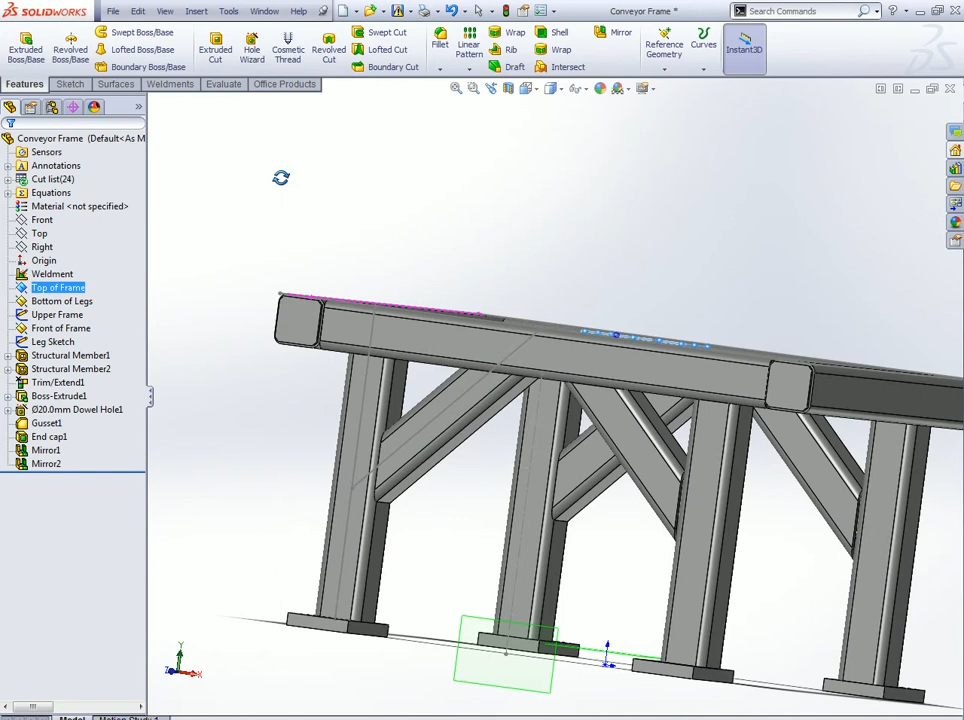 SOLIDWORKS File Edit View Insert Tools Window Help Conveyor Frame * Search Commands
Extruded Boss/Base Revolved Boss/Base Swept Boss/Base Lofted Boss/Base Boundary Boss/Base Extruded Cut Hole Wizard Cosmetic Thread Revolved Cut Swept Cut Lofted Cut Boundary Cut Fillet Linear Pattern Wrap Rib Draft Shell Wrap Intersect Mirror Reference Geometry Curves Instant3D
Features Sketch Surfaces Weldments Evaluate Office Products
Conveyor Frame (Default<As M
Sensors
Annotations
Cut list(24)
Equations
Material <not specified>
Front
Top
Right
Origin
Weldment
Top of Frame
Bottom of Legs
Upper Frame
Front of Frame
Leg Sketch
Structural Member1
Structural Member2
Trim/Extend1
Boss-Extrude1
Ø20.0mm Dowel Hole1
Gusset1
End cap1
Mirror1
Mirror2
Y
Z X
Model Motion Study 1